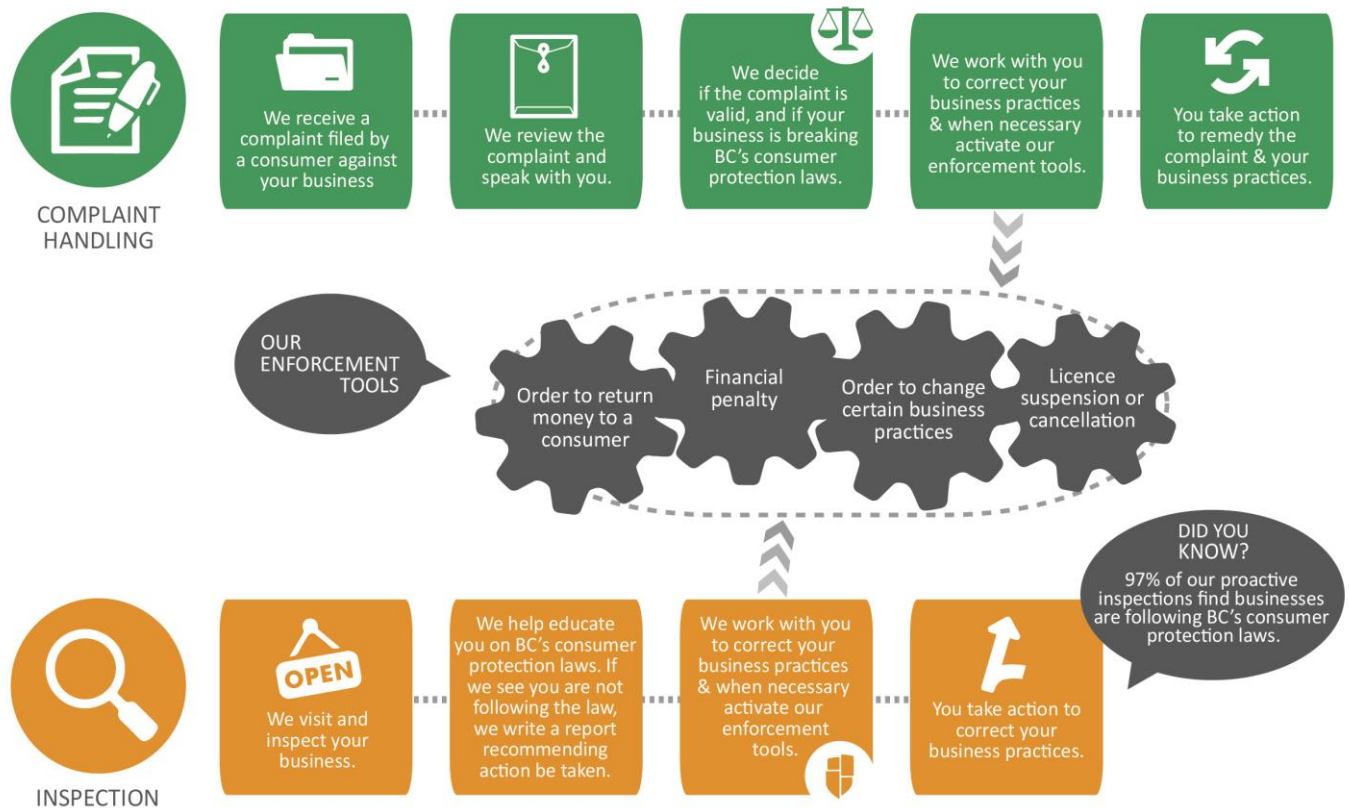 COMPLAINT
HANDLING
We receive a
complaint filed by
a consumer against
your business
We review the
complaint and
speak with you.
We decide
if the complaint is
valid, and if your
business is breaking
BC's consumer
protection laws.
We work with you
to correct your
business practices
& when necessary
activate our
enforcement tools.
You take action
to remedy the
complaint & your
business practices.
OUR
ENFORCEMENT
TOOLS
Order to return
money to a
consumer
Financial
penalty
Order to change
certain business
practices
Licence
suspension or
cancellation
DID YOU
KNOW?
97% of our proactive
inspections find businesses
are following BC's consumer
protection laws.
INSPECTION
OPEN
We visit and
inspect your
business.
We help educate
you on BC's consumer
protection laws. If
we see you are not
following the law,
we write a report
recommending
action be taken.
We work with you
to correct your
business practices
& when necessary
activate our
enforcement
tools.
You take action to
correct your
business practices.